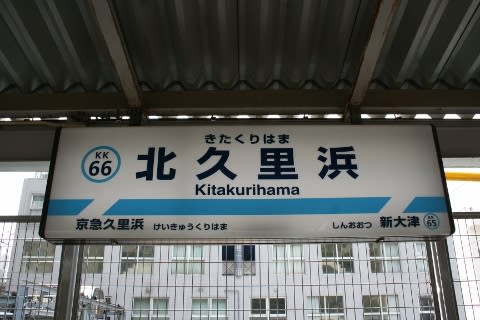 きたくりはま
KK
66
北久里浜
Kitakurihama
京急久里浜 けいきゅうくりはま
しんおおつ 新大津 KK 65